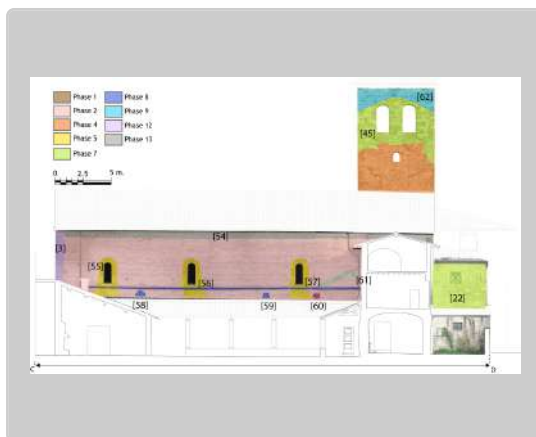 Phase 1
Phase 2
Phase 4
Phase 5
Phase 7
Phase 8
Phase 9
Phase 12
Phase 13
0 2.5 5 m.
[62]
[45]
[54]
[3]
[55]
[56]
[57]
[61]
[58]
[59]
[60]
[22]
C
D